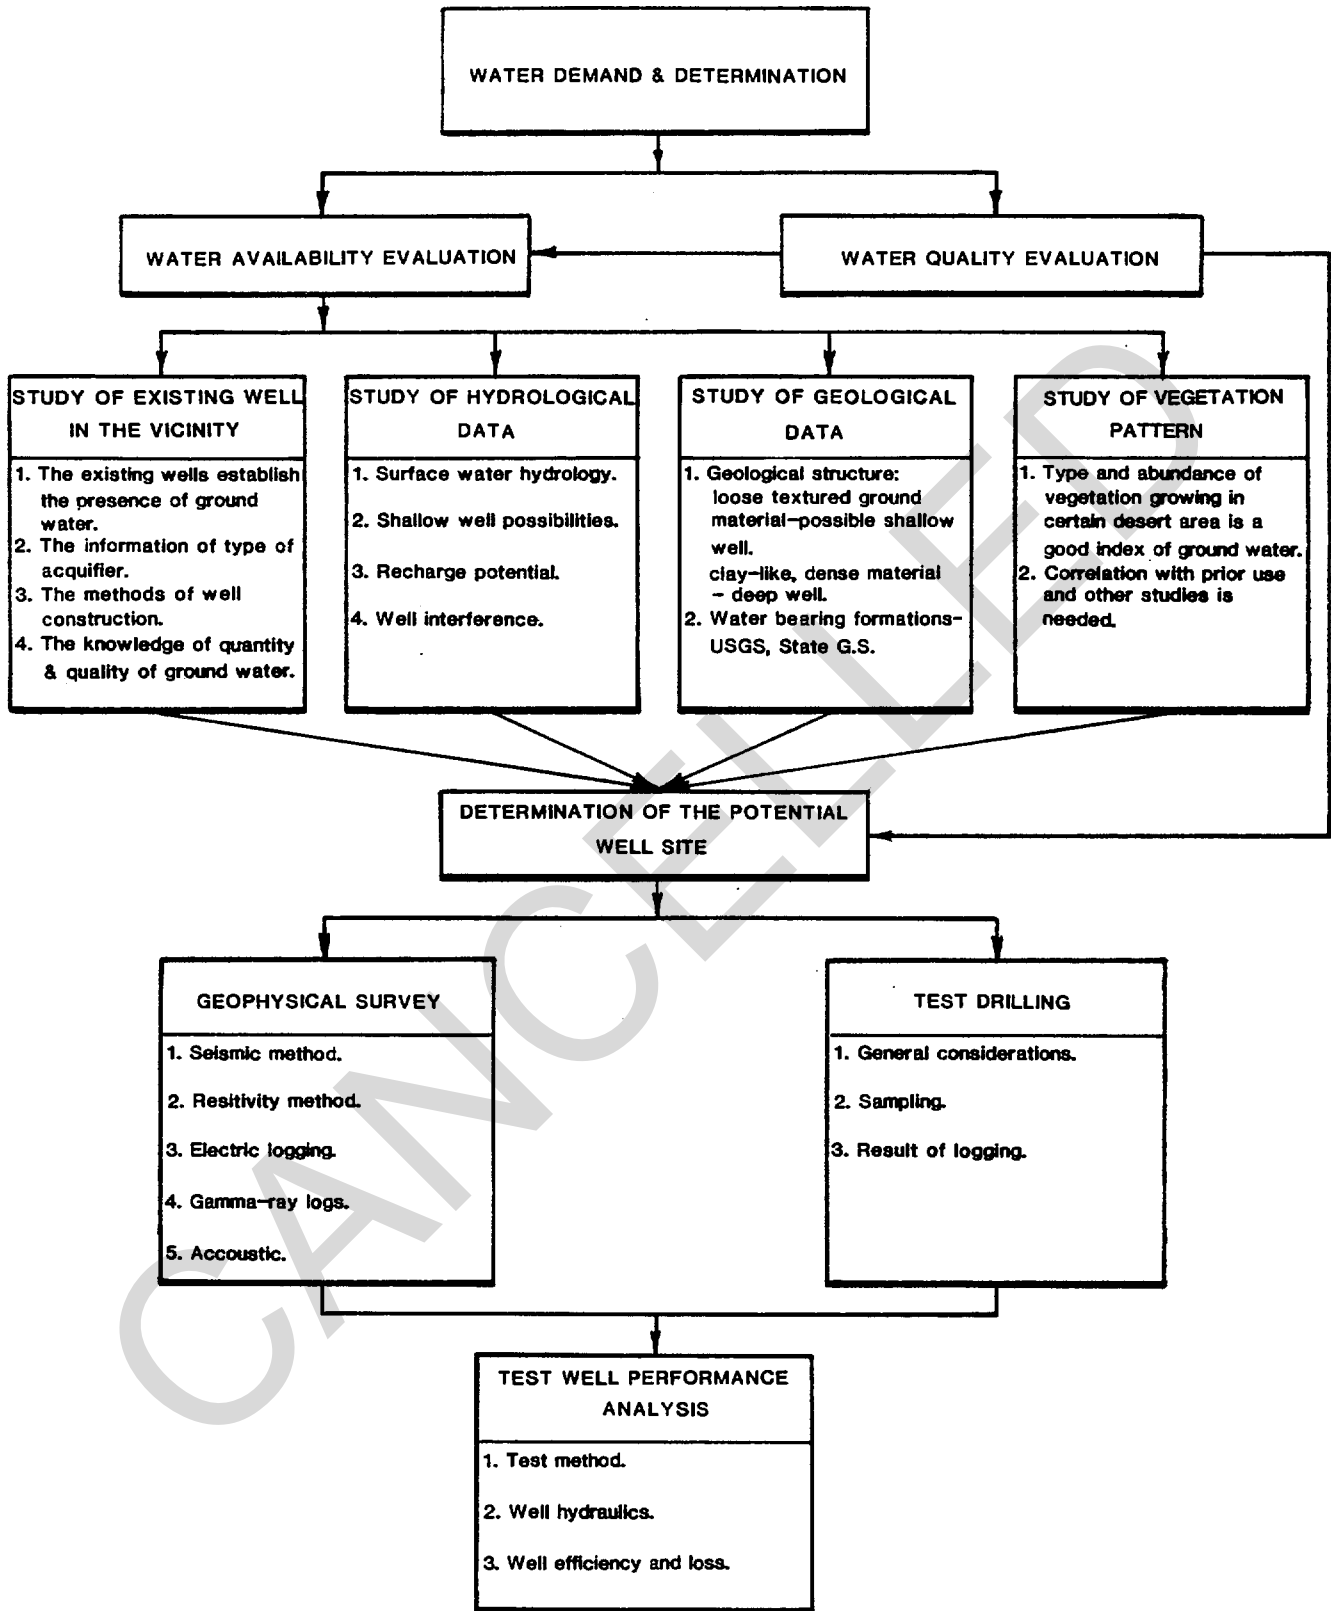 WATER DEMAND & DETERMINATION
WATER AVAILABILITY EVALUATION
WATER QUALITY EVALUATION
STUDY OF EXISTING WELL
IN THE VICINITY
1. The existing wells establish
the presence of ground
water.
2. The information of type of
acquifier.
3. The methods of well
construction.
4. The knowledge of quantity
& quality of ground water.
STUDY OF HYDROLOGICAL
DATA
1. Surface water hydrology.
2. Shallow well possibilities.
3. Recharge potential.
4. Well interference.
STUDY OF GEOLOGICAL
DATA
1. Geological structure:
loose textured ground
material-possible shallow
well.
clay-like, dense material
- deep well.
2. Water bearing formations-
USGS, State G.S.
STUDY OF VEGETATION
PATTERN
1. Type and abundance of
vegetation growing in
certain desert area is a
good index of ground water.
2. Correlation with prior use
and other studies is
needed.
DETERMINATION OF THE POTENTIAL
WELL SITE
GEOPHYSICAL SURVEY
1. Seismic method.
2. Resitivity method.
3. Electric logging.
4. Gamma-ray logs.
5. Accoustic.
TEST DRILLING
1. General considerations.
2. Sampling.
3. Result of logging.
TEST WELL PERFORMANCE
ANALYSIS
1. Test method.
2. Well hydraulics.
3. Well efficiency and loss.
CANCELLED